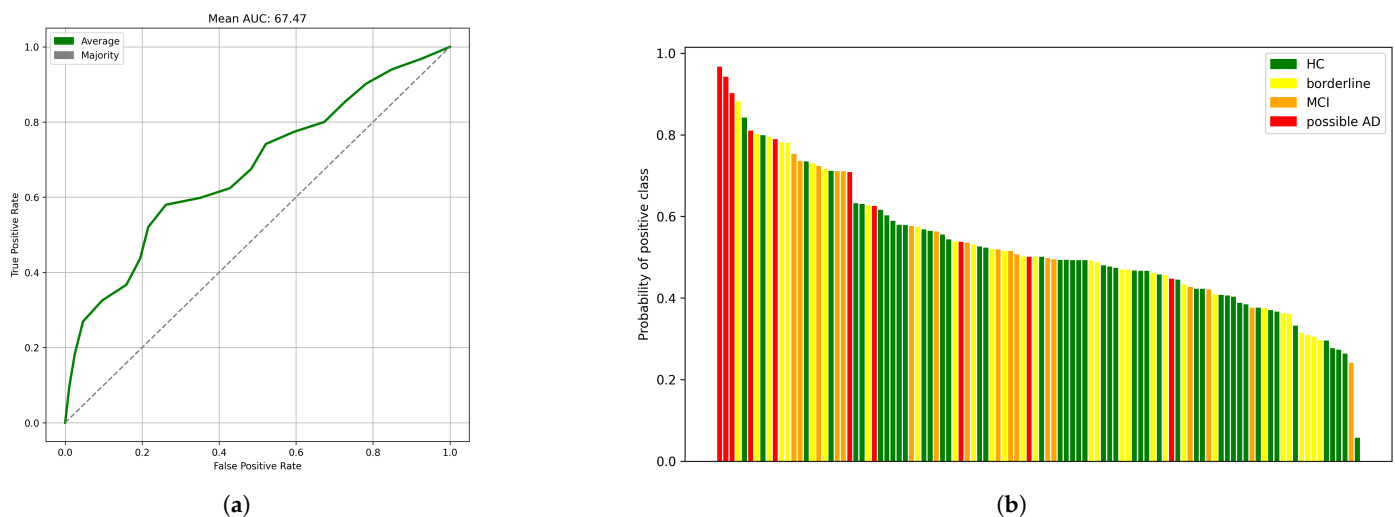 Mean AUC: 67.47
Average
Majority
True Positive Rate
1.0
0.8
0.6
0.4
0.2
0.0
0.0 0.2 0.4 0.6 0.8 1.0
False Positive Rate
(a)
HC
borderline
MCI
possible AD
Probability of positive class
1.0
0.8
0.6
0.4
0.2
0.0
(b)